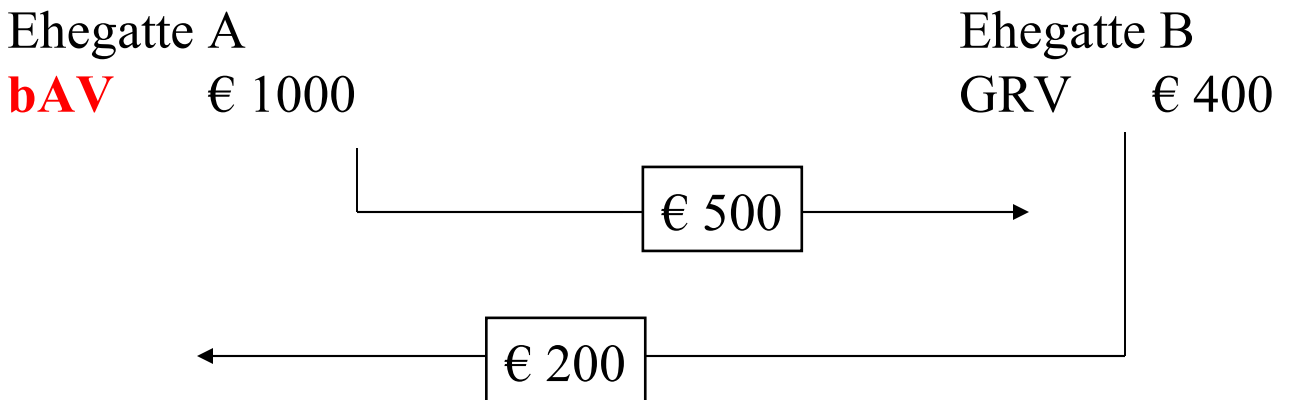 Ehegatte A Ehegatte B
bAV € 1000 GRV € 400
€ 500
€ 200